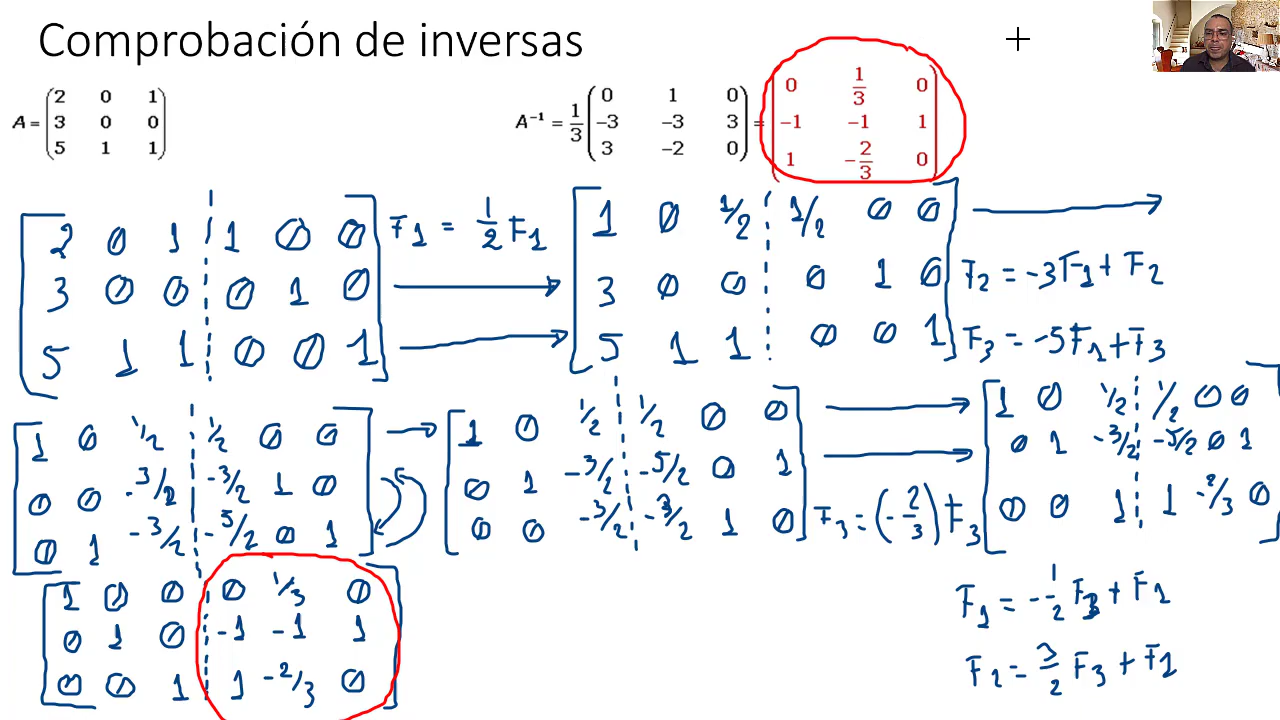 Comprobación de inversas
A = (2 0 1
3 0 0
5 1 1)
A⁻¹ = 1/3 (0 1 0
-3 -3 3
3 -2 0) = [0 1/3 0
-1 -1 1
1 -2/3 0]
[2 0 1 | 1 0 0
3 0 0 | 0 1 0
5 1 1 | 0 0 1]
F1 = 1/2 F1
[1 0 1/2 | 1/2 0 0
3 0 0 | 0 1 0
5 1 1 | 0 0 1]
F2 = -3F1 + F2
F3 = -5F1 + F3
[1 0 1/2 | 1/2 0 0
0 0 -3/2 | -3/2 1 0
0 1 -3/2 | -5/2 0 1]
[1 0 1/2 | 1/2 0 0
0 1 -3/2 | -5/2 0 1
0 0 -3/2 | -3/2 1 0]
F3 = (-2/3) F3
[1 0 1/2 | 1/2 0 0
0 1 -3/2 | -5/2 0 1
0 0 1 | 1 -2/3 0]
F1 = -1/2 F3 + F1
F2 = 3/2 F3 + F2
[1 0 0 | 0 1/3 0
0 1 0 | -1 -1 1
0 0 1 | 1 -2/3 0]